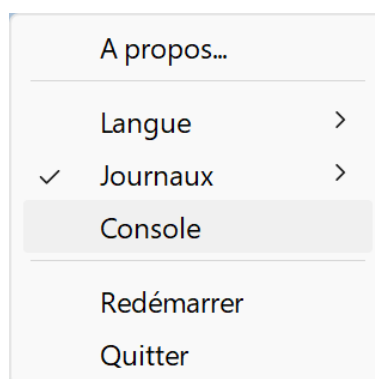 A propos...
Langue
Journaux
Console
Redémarrer
Quitter